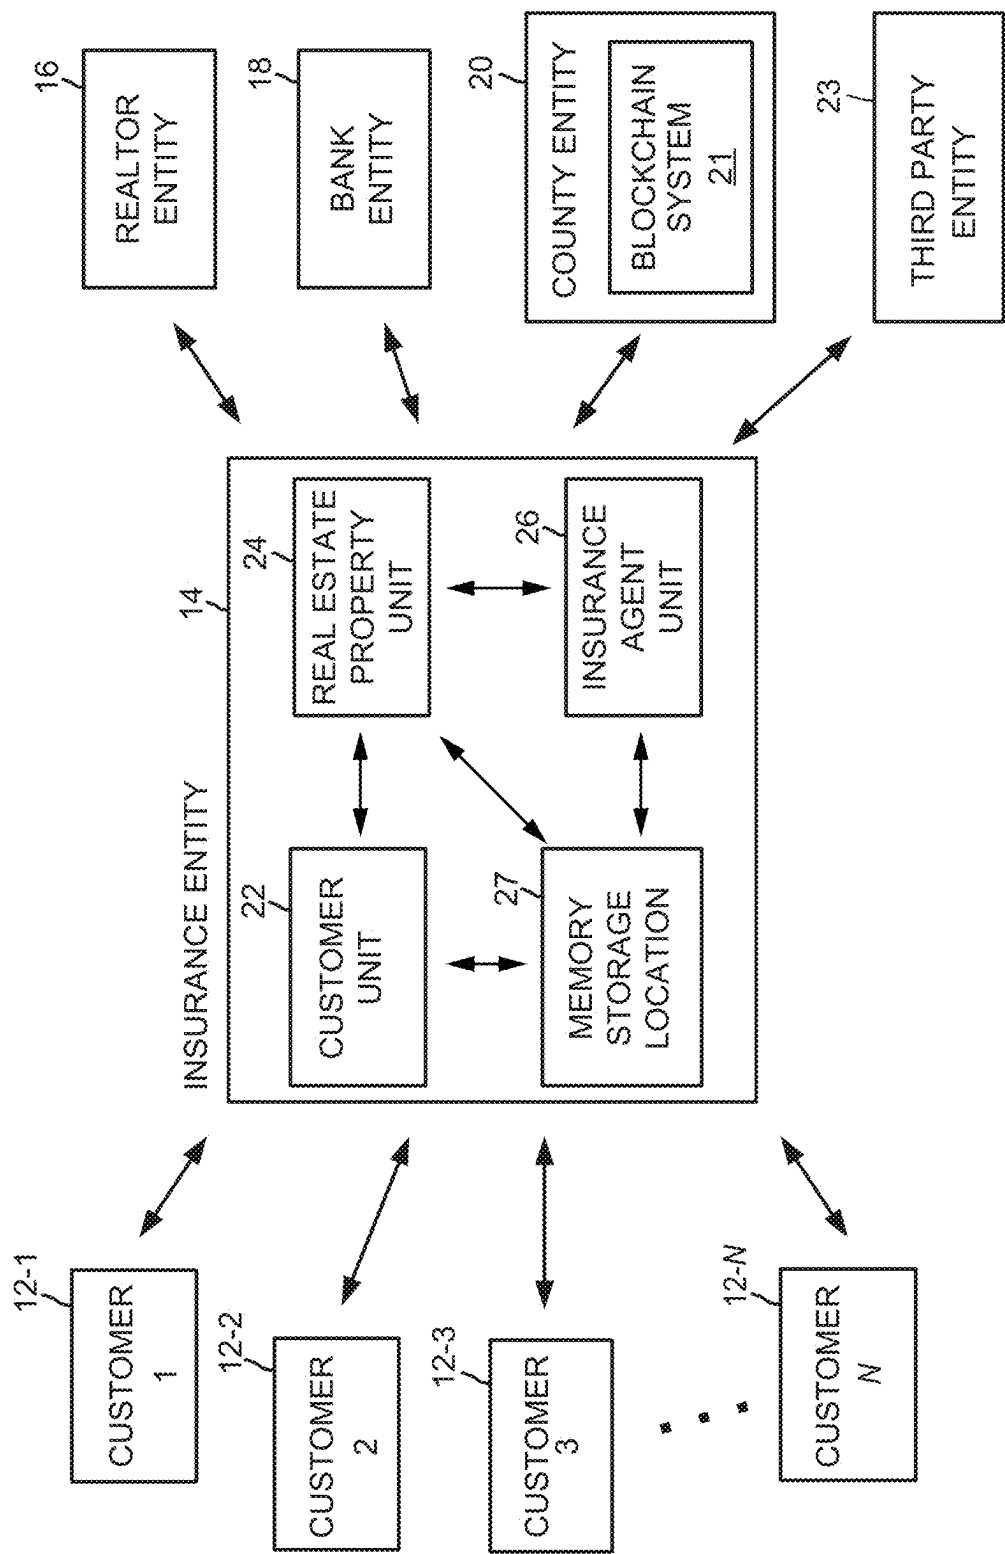 12-1
CUSTOMER
1
12-2
CUSTOMER
2
12-3
CUSTOMER
3
12-N
CUSTOMER
N
INSURANCE ENTITY
14
22
CUSTOMER
UNIT
24
REAL ESTATE
PROPERTY
UNIT
27
MEMORY
STORAGE
LOCATION
26
INSURANCE
AGENT
UNIT
16
REALTOR
ENTITY
18
BANK
ENTITY
20
COUNTY ENTITY
BLOCKCHAIN
SYSTEM
21
23
THIRD PARTY
ENTITY